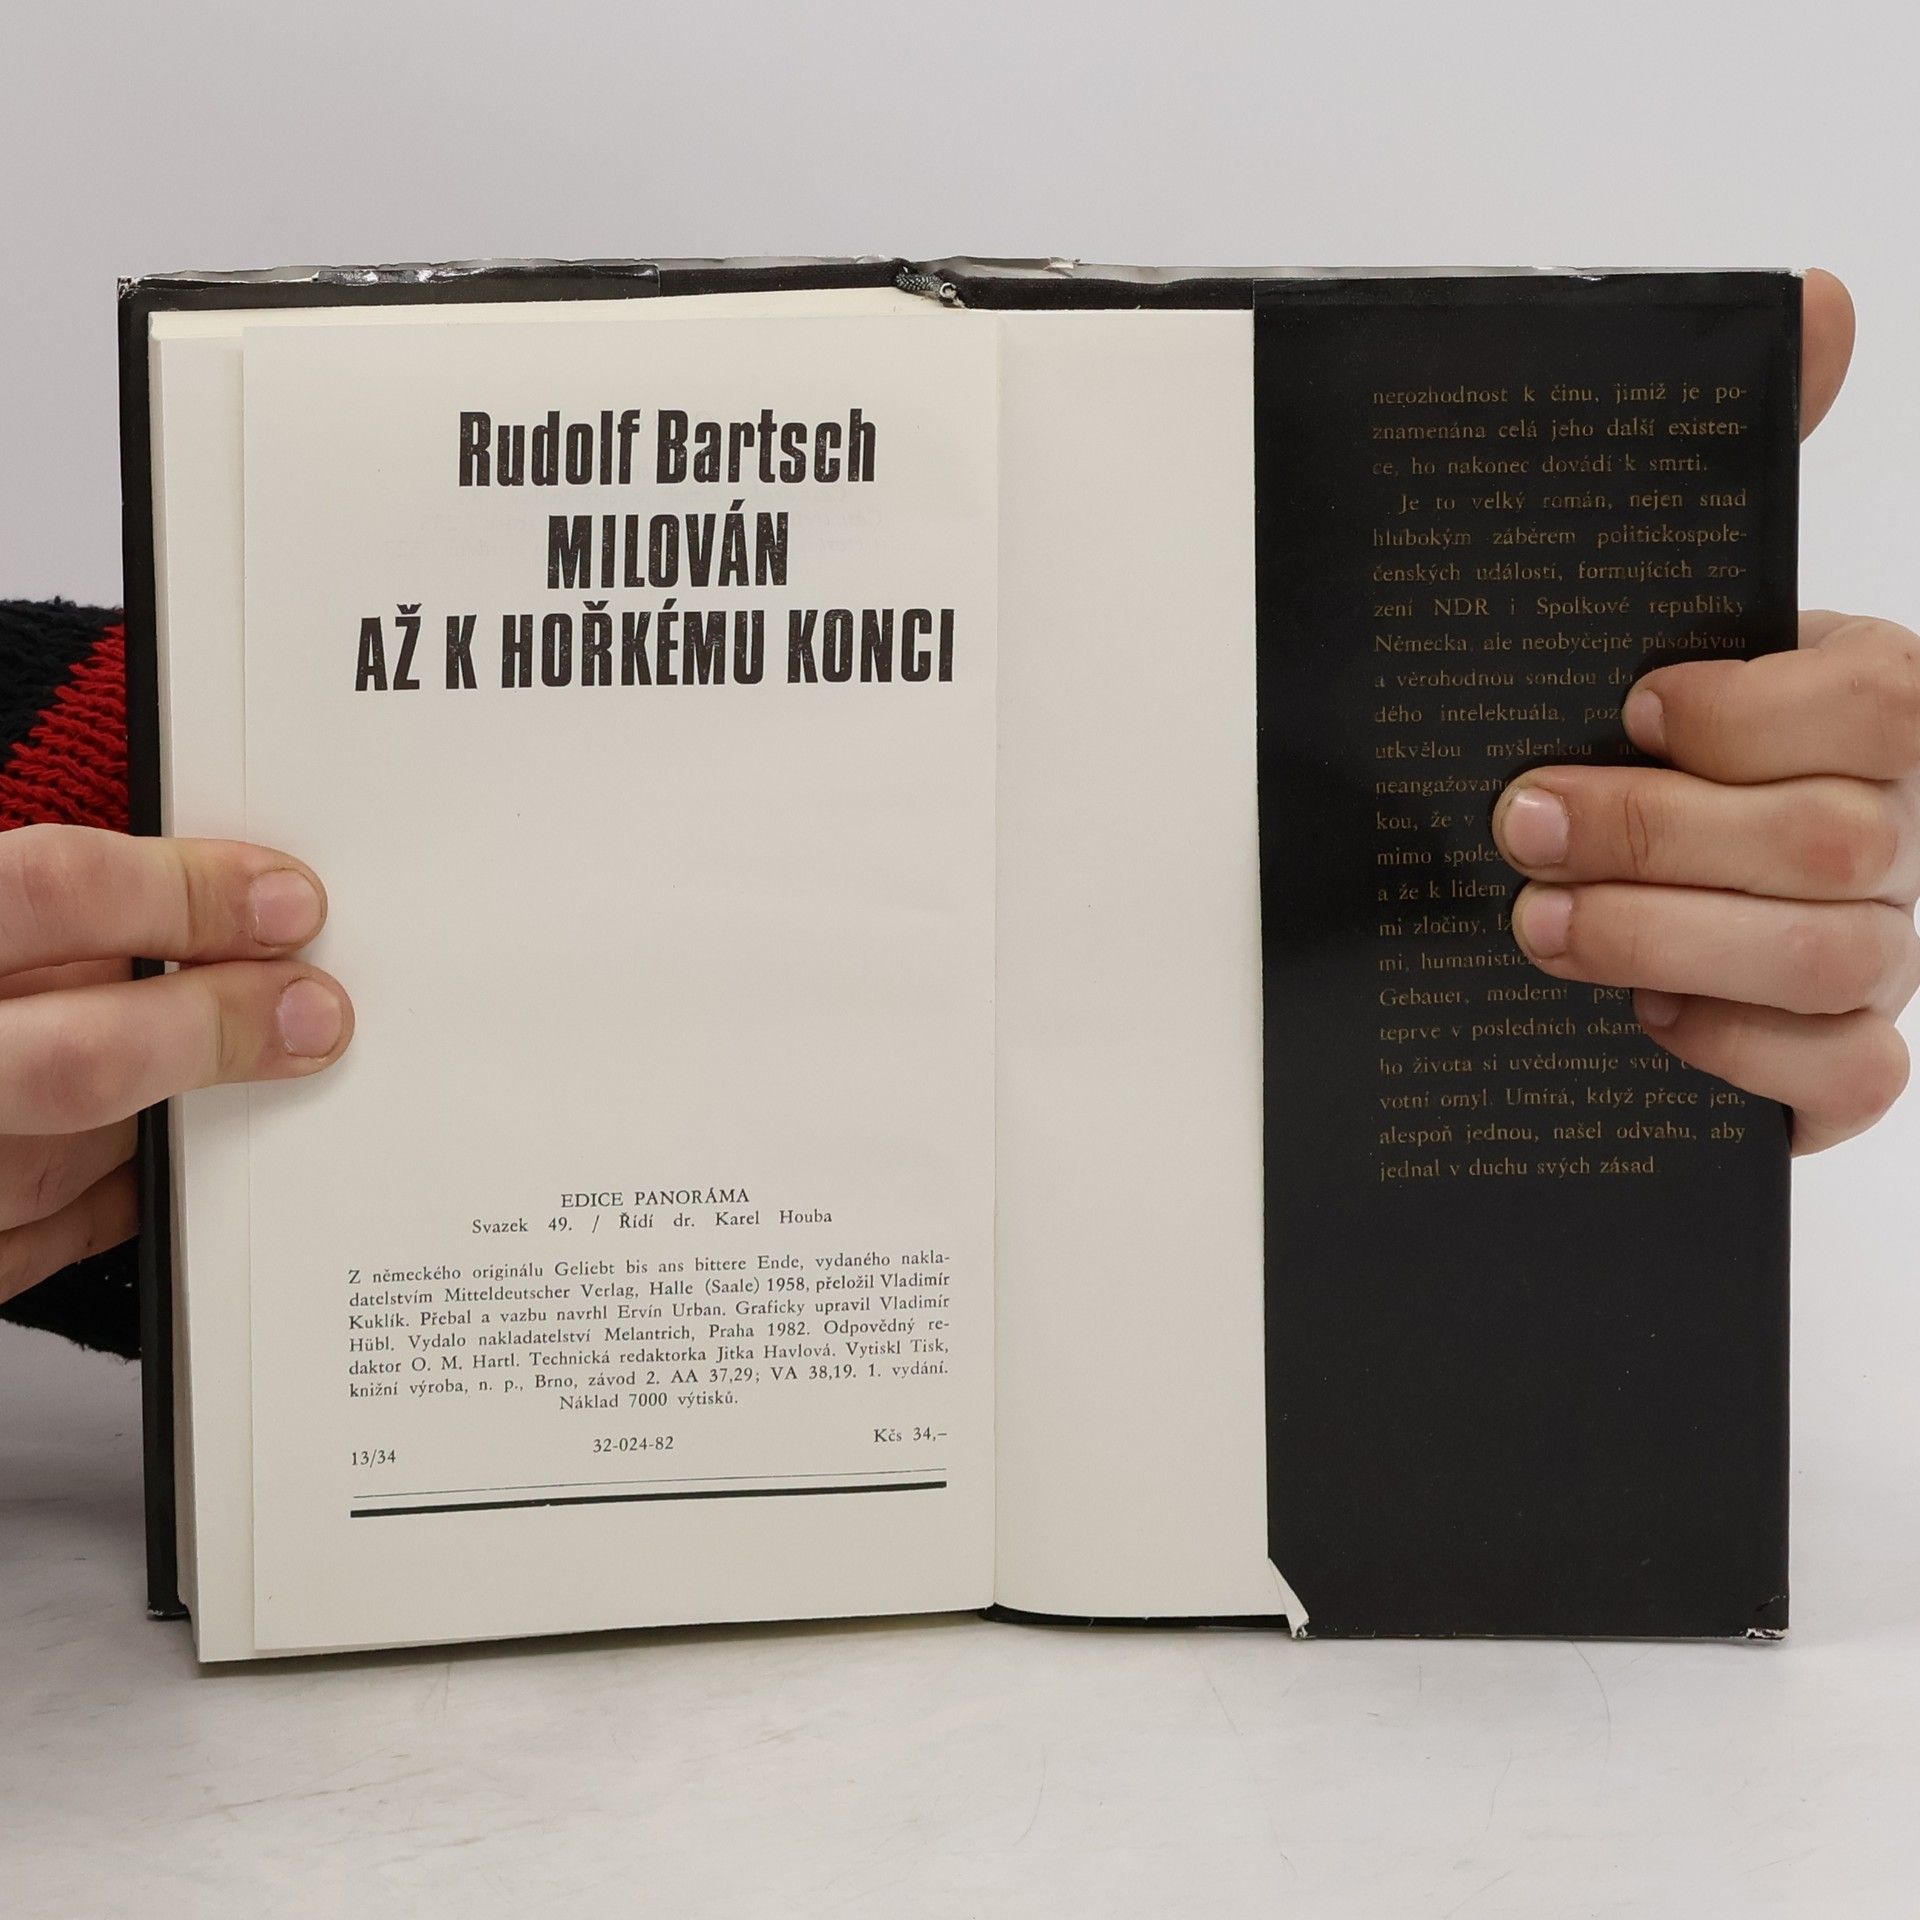 Rudolf Bartsch
MILOVÁN
AŽ K HOŘKÉMU KONCI
EDICE PANORÁMA
Svazek 49. / Řídí dr. Karel Houba
Z německého originálu Geliebt bis ans bittere Ende, vydaného nakla-
datelstvím Mitteldeutscher Verlag, Halle (Saale) 1958, přeložil Vladimír
Kuklík. Přebal a vazbu navrhl Ervín Urban. Graficky upravil Vladimír
Hübl. Vydalo nakladatelství Melantrich, Praha 1982. Odpovědný re-
daktor O. M. Hartl. Technická redaktorka Jitka Havlová. Vytiskl Tisk,
knižní výroba, n. p., Brno, závod 2. AA 37,29; VA 38,19. 1. vydání.
Náklad 7000 výtisků.
13/34 32-024-82 Kčs 34,–
nerozhodnost k činu, jimiž je po-
znamenána celá jeho další existen-
ce, ho nakonec dovádí k smrti.
Je to velký román, nejen snad
hlubokým záběrem politickospole-
čenských událostí, formujících zro-
zení NDR i Spolkové republiky
Německa, ale neobyčejně působivou
a věrohodnou sondou
dého intelektuála,
utkvělou myšlenkou
kou, že v
mimo
a že k lidem
mi zločiny,
mi,
Gebauer, moderní
teprve v posledních
ho života si uvědomuje svůj
votní omyl. Umírá, když přece jen,
alespoň jednou, našel odvahu, aby
jednal v duchu svých zásad.